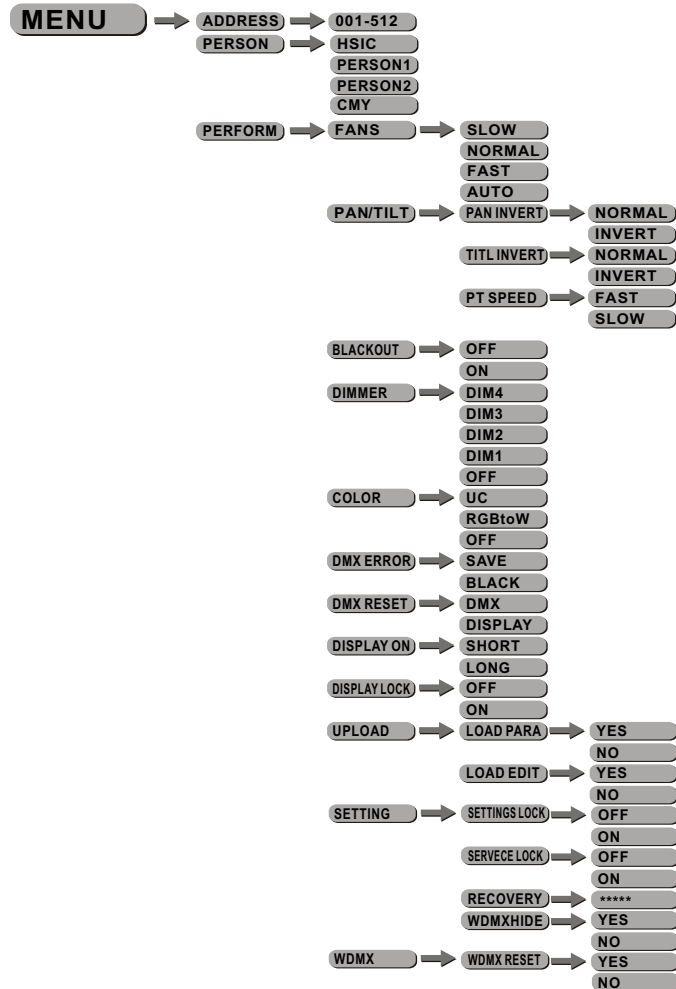 MENU ADDRESS 001-512
PERSON HSIC
PERSON1
PERSON2
CMY
PERFORM FANS SLOW
NORMAL
FAST
AUTO
PAN/TILT PAN INVERT NORMAL
INVERT
TITL INVERT NORMAL
INVERT
PT SPEED FAST
SLOW
BLACKOUT OFF
ON
DIMMER DIM4
DIM3
DIM2
DIM1
OFF
COLOR UC
RGBtoW
OFF
DMX ERROR SAVE
BLACK
DMX RESET DMX
DISPLAY
DISPLAY ON SHORT
LONG
DISPLAY LOCK OFF
ON
UPLOAD LOAD PARA YES
NO
LOAD EDIT YES
NO
SETTING SETTINGS LOCK OFF
ON
SERVECE LOCK OFF
ON
RECOVERY *****
WDMXHIDE YES
NO
WDMX WDMX RESET YES
NO